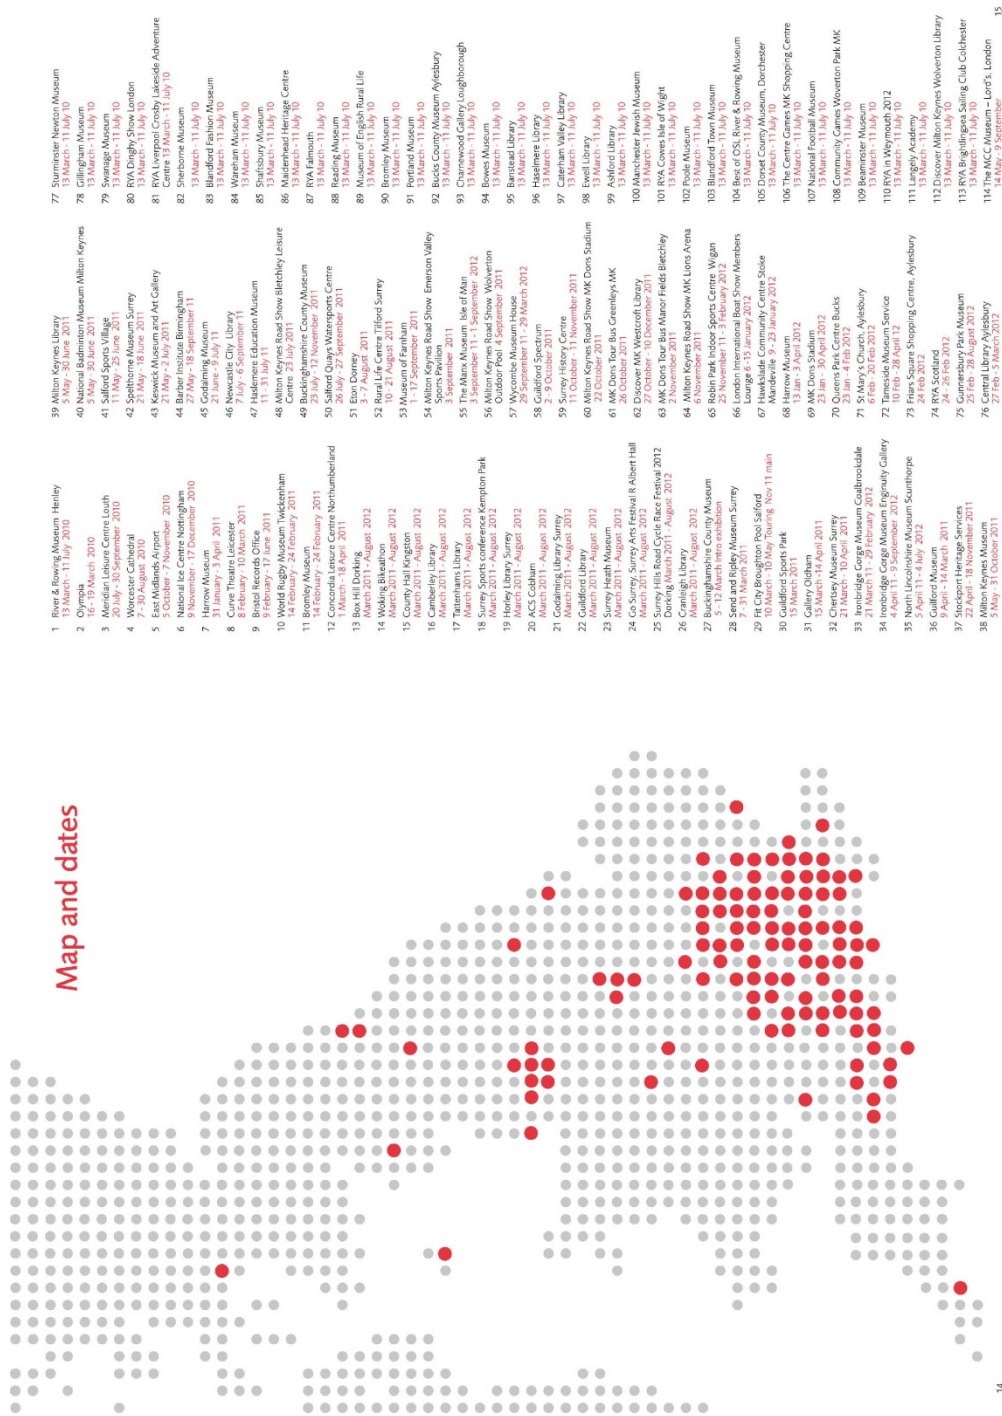 Map and dates
1 River & Rowing Museum Henley
13 March - 11 July 2010
2 Olympia
16 - 19 March 2010
3 Meridian Leisure Centre Louth
20 July - 30 September 2010
4 Worcester Cathedral
7 - 30 August 2010
5 East Midlands Airport
5 October - 7 November 2010
6 National Ice Centre Nottingham
9 November - 17 December 2010
7 Harrow Museum
31 January - 3 April 2011
8 Curve Theatre Leicester
8 February - 10 March 2011
9 Bristol Records Office
9 February - 17 June 2011
10 World Rugby Museum Twickenham
14 February - 24 February 2011
11 Bromley Museum
14 February - 24 February 2011
12 Concordia Leisure Centre Northumberland
1 March - 18 April 2011
13 Box Hill Dorking
March 2011 - August 2012
14 Woking Bikeathon
March 2011 - August 2012
15 County Hall Kingston
March 2011 - August 2012
16 Camberley Library
March 2011 - August 2012
17 Tattenhams Library
March 2011 - August 2012
18 Surrey Sports conference Kempton Park
March 2011 - August 2012
19 Horley Library Surrey
March 2011 - August 2012
20 ACS Cobham
March 2011 - August 2012
21 Godalming Library Surrey
March 2011 - August 2012
22 Guildford Library
March 2011 - August 2012
23 Surrey Heath Museum
March 2011 - August 2012
24 Go Surrey, Surrey Arts Festival R Albert Hall
March 2011 - August 2012
25 Surrey Hills Road Cycle Race Festival 2012
Dorking March 2011 - August 2012
26 Cranleigh Library
March 2011 - August 2012
27 Buckinghamshire County Museum
5 - 12 March Intro exhibition
28 Send and Ripley Museum Surrey
7 - 31 March 2011
29 Fit City Broughton Pool Salford
10 March - 10 May Touring Nov 11 main
30 Guildford Sports Park
15 March 2011
31 Gallery Oldham
15 March - 14 April 2011
32 Chertsey Museum Surrey
21 March - 10 April 2011
33 Ironbridge Gorge Museum Coalbrookdale
21 March 11 - 29 February 2012
34 Ironbridge Gorge Museum Enginuity Gallery
4 April 11 - 9 September 2012
35 North Lincolnshire Museum Scunthorpe
5 April 11 - 4 July 2012
36 Guildford Museum
9 April - 14 March 2011
37 Stockport Heritage Services
22 April - 18 November 2011
38 Milton Keynes Museum
5 May - 31 October 2011
39 Milton Keynes Library
5 May - 30 June 2011
40 National Badminton Museum Milton Keynes
5 May - 30 June 2011
41 Salford Sports Village
11 May - 23 June 2011
42 Spelthorne Museum Surrey
21 May - 18 June 2011
43 Keswick Museum and Art Gallery
21 May - 2 July 2011
44 Barber Institute Birmingham
27 May - 18 September 11
45 Godalming Museum
21 June - 9 July 11
46 Newcastle City Library
7 July - 6 September 11
47 Haslemere Education Museum
11 - 31 July 11
48 Milton Keynes Road Show Bletchley Leisure
Centre 23 July 2011
49 Buckinghamshire County Museum
23 July - 12 November 2011
50 Salford Quays Watersports Centre
26 July - 27 September 2011
51 Eton Dorney
3 - 7 August 2011
52 Rural Life Centre Tilford Surrey
10 - 21 August 2011
53 Museum of Farnham
1 - 17 September 2011
54 Milton Keynes Road Show Emerson Valley
Sports Pavilion
3 September 2011
55 The Manx Museum Isle of Man
3 September 11 - 1 September 2012
56 Milton Keynes Road Show Wolverton
Outdoor Pool 4 September 2011
57 Wycombe Museum House
29 September 11 - 29 March 2012
58 Guildford Spectrum
2 - 9 October 2011
59 Surrey History Centre
11 October - 11 November 2011
60 Milton Keynes Road Show MK Dons Stadium
22 October 2011
61 MK Dons Tour Bus Greenleys MK
26 October 2011
62 Discover MK Westcroft Library
27 October - 10 December 2011
63 MK Dons Tour Bus Manor Fields Bletchley
2 November 2011
64 Milton Keynes Road Show MK Lions Arena
6 November 2011
65 Robin Park Indoor Sports Centre Wigan
25 November 11 - 3 February 2012
66 London International Boat Show Members
Lounge 6 - 15 January 2012
67 Hawkslade Community Centre Stoke
Mandeville 9 - 23 January 2012
68 Harrow Museum
13 Jan - 3 April 2012
69 MK Dons Stadium
23 Jan - 30 April 2012
70 Queens Park Centre Bucks
23 Jan - 4 Feb 2012
71 St Mary's Church, Aylesbury
6 Feb - 20 Feb 2012
72 Tameside Museum Service
10 Feb - 28 April 12
73 Friar's Square Shopping Centre, Aylesbury
24 Feb 2012
74 RYA Scotland
24 - 26 Feb 2012
75 Gunnersbury Park Museum
25 Feb - 28 August 2012
76 Central Library Aylesbury
27 Feb - 5 March 2012
77 Sturminster Newton Museum
13 March - 11 July 10
78 Gillingham Museum
13 March - 11 July 10
79 Swanage Museum
13 March - 11 July 10
80 RYA Dinghy Show London
13 March - 11 July 10
81 RYA Liverpool Crosby Lakeside Adventure
Centre 13 March - 11 July 10
82 Sherborne Museum
13 March - 11 July 10
83 Blandford Fashion Museum
13 March - 11 July 10
84 Wareham Museum
13 March - 11 July 10
85 Shaftsbury Museum
13 March - 11 July 10
86 Maidenhead Heritage Centre
13 March - 11 July 10
87 RYA Falmouth
13 March - 11 July 10
88 Reading Museum
13 March - 11 July 10
89 Museum of English Rural Life
13 March - 11 July 10
90 Bromley Museum
13 March - 11 July 10
91 Portland Museum
13 March - 11 July 10
92 Bucks County Museum Aylesbury
13 March - 11 July 10
93 Charnewood Gallery Loughborough
13 March - 11 July 10
94 Bowes Museum
13 March - 11 July 10
95 Banstead Library
13 March - 11 July 10
96 Haselmere Library
13 March - 11 July 10
97 Caterham Valley Library
13 March - 11 July 10
98 Ewell Library
13 March - 11 July 10
99 Ashford Library
13 March - 11 July 10
100 Manchester Jewish Museum
13 March - 11 July 10
101 RYA Cowes Isle of Wight
13 March - 11 July 10
102 Poole Museum
13 March - 11 July 10
103 Blandford Town Museum
13 March - 11 July 10
104 Best of OSL River & Rowing Museum
13 March - 11 July 10
105 Dorset County Museum, Dorchester
13 March - 11 July 10
106 The Centre Games MK Shopping Centre
13 March - 11 July 10
107 National Football Museum
13 March - 11 July 10
108 Community Games Woverton Park MK
13 March - 11 July 10
109 Beaminster Museum
13 March - 11 July 10
110 RYA in Weymouth 2012
13 March - 11 July 10
111 Langely Academy
13 March - 11 July 10
112 Discover Milton Keynes Wolverton Library
13 March - 11 July 10
113 RYA Brightlingsea Sailing Club Colchester
13 March - 11 July 10
114 The MCC Museum – Lord's, London
14 May - 9 September
14
15